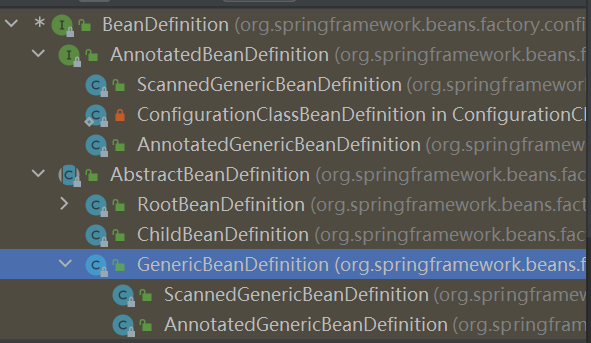 * BeanDefinition (org.springframework.beans.factory.confi
AnnotatedBeanDefinition (org.springframework.beans.f
ScannedGenericBeanDefinition (org.springframewor
ConfigurationClassBeanDefinition in ConfigurationCl
AnnotatedGenericBeanDefinition (org.springframew
AbstractBeanDefinition (org.springframework.beans.fac
RootBeanDefinition (org.springframework.beans.fact
ChildBeanDefinition (org.springframework.beans.fac
GenericBeanDefinition (org.springframework.beans.f
ScannedGenericBeanDefinition (org.springframew
AnnotatedGenericBeanDefinition (org.springfram